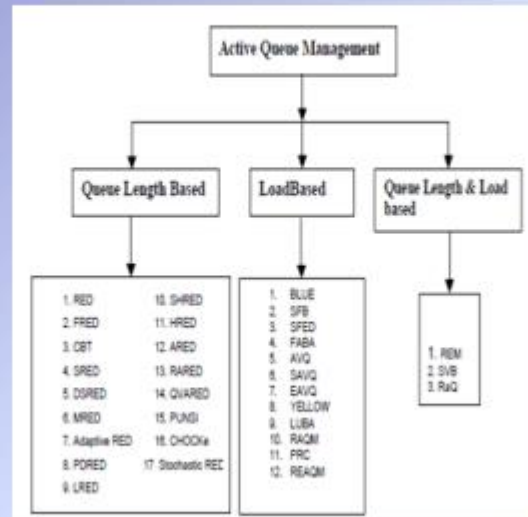 Active Queue Management
Queue Length Based
LoadBased
Queue Length & Load
based
1. RED
2. FRED
3. CBT
4. SRED
5. DSRED
6. MRED
7. Adaptive RED
8. PDRED
9. LRED
10. SHRED
11. HRED
12. ARED
13. RARED
14. QVARED
15. PUNSI
16. CHOCKe
17 Stochastic RED
1. BLUE
2. SFB
3. SFED
4. FABA
5. AVQ
6. SAVQ
7. EAVQ
8. YELLOW
9. LUBA
10. RAQM
11. PRC
12. REAQM
1. REM
2. SVB
3. RaQ